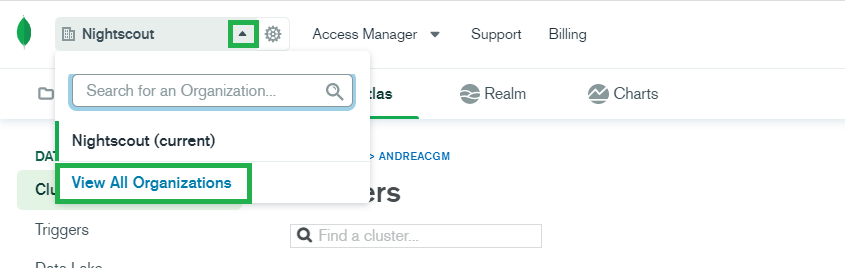 Nightscout
Access Manager
Support
Billing
Search for an Organization...
tlas
Realm
Charts
Nightscout (current)
DAT
> ANDREACGM
View All Organizations
Clu
ers
Triggers
Find a cluster...
Data Lake